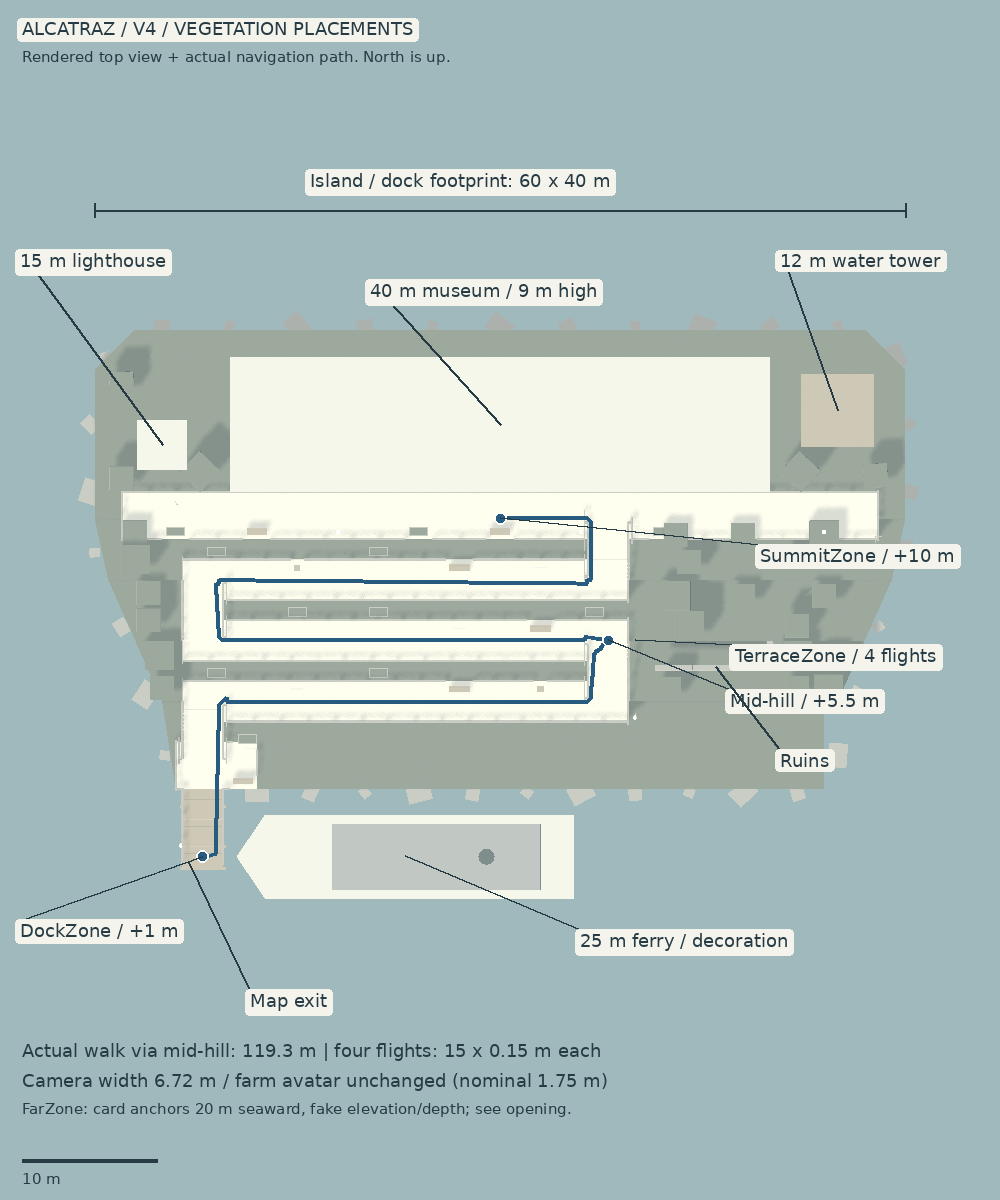 ALCATRAZ / V4 / VEGETATION PLACEMENTS
Rendered top view + actual navigation path. North is up.
Island / dock footprint: 60 x 40 m
15 m lighthouse
12 m water tower
40 m museum / 9 m high
SummitZone / +10 m
TerraceZone / 4 flights
Mid-hill / +5.5 m
Ruins
DockZone / +1 m
25 m ferry / decoration
Map exit
Actual walk via mid-hill: 119.3 m | four flights: 15 x 0.15 m each
Camera width 6.72 m / farm avatar unchanged (nominal 1.75 m)
FarZone: card anchors 20 m seaward, fake elevation/depth; see opening.
10 m